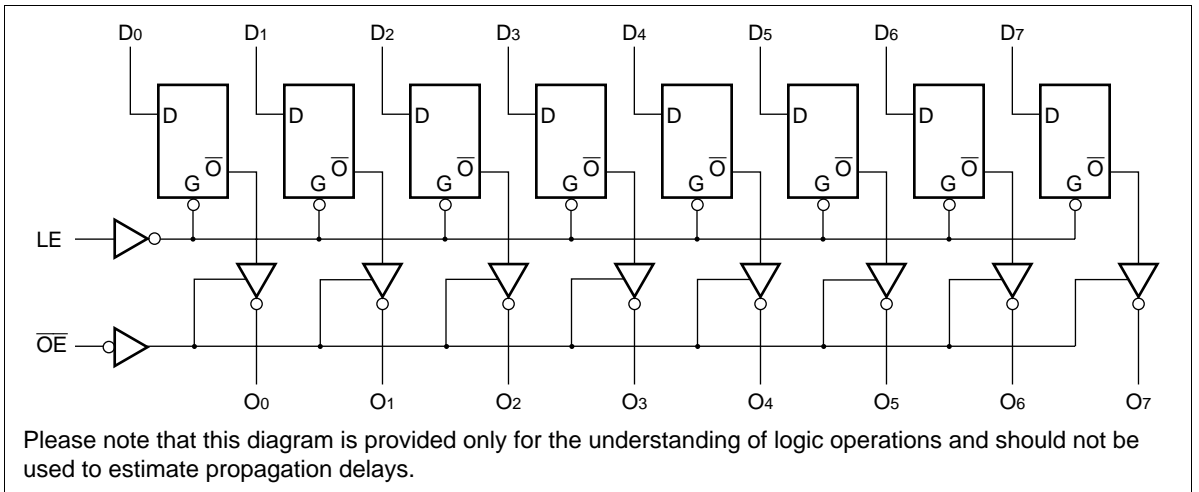 D0 D1 D2 D3 D4 D5 D6 D7
D D D D D D D D
O̅ O̅ O̅ O̅ O̅ O̅ O̅ O̅
G G G G G G G G
LE
O̅E̅
O0 O1 O2 O3 O4 O5 O6 O7
Please note that this diagram is provided only for the understanding of logic operations and should not be
used to estimate propagation delays.